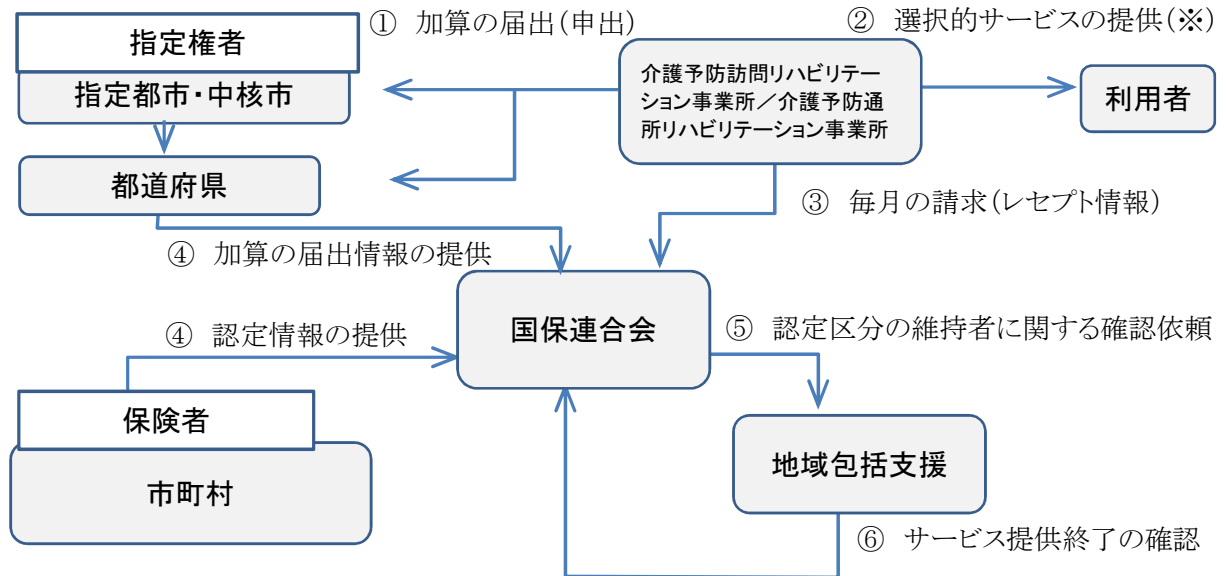 ① 加算の届出(申出)
② 選択的サービスの提供(※)
指定権者
指定都市・中核市
介護予防訪問リハビリテー
ション事業所／介護予防通
所リハビリテーション事業所
利用者
都道府県
③ 毎月の請求(レセプト情報)
④ 加算の届出情報の提供
国保連合会
④ 認定情報の提供
⑤ 認定区分の維持者に関する確認依頼
保険者
市町村
地域包括支援
⑥ サービス提供終了の確認